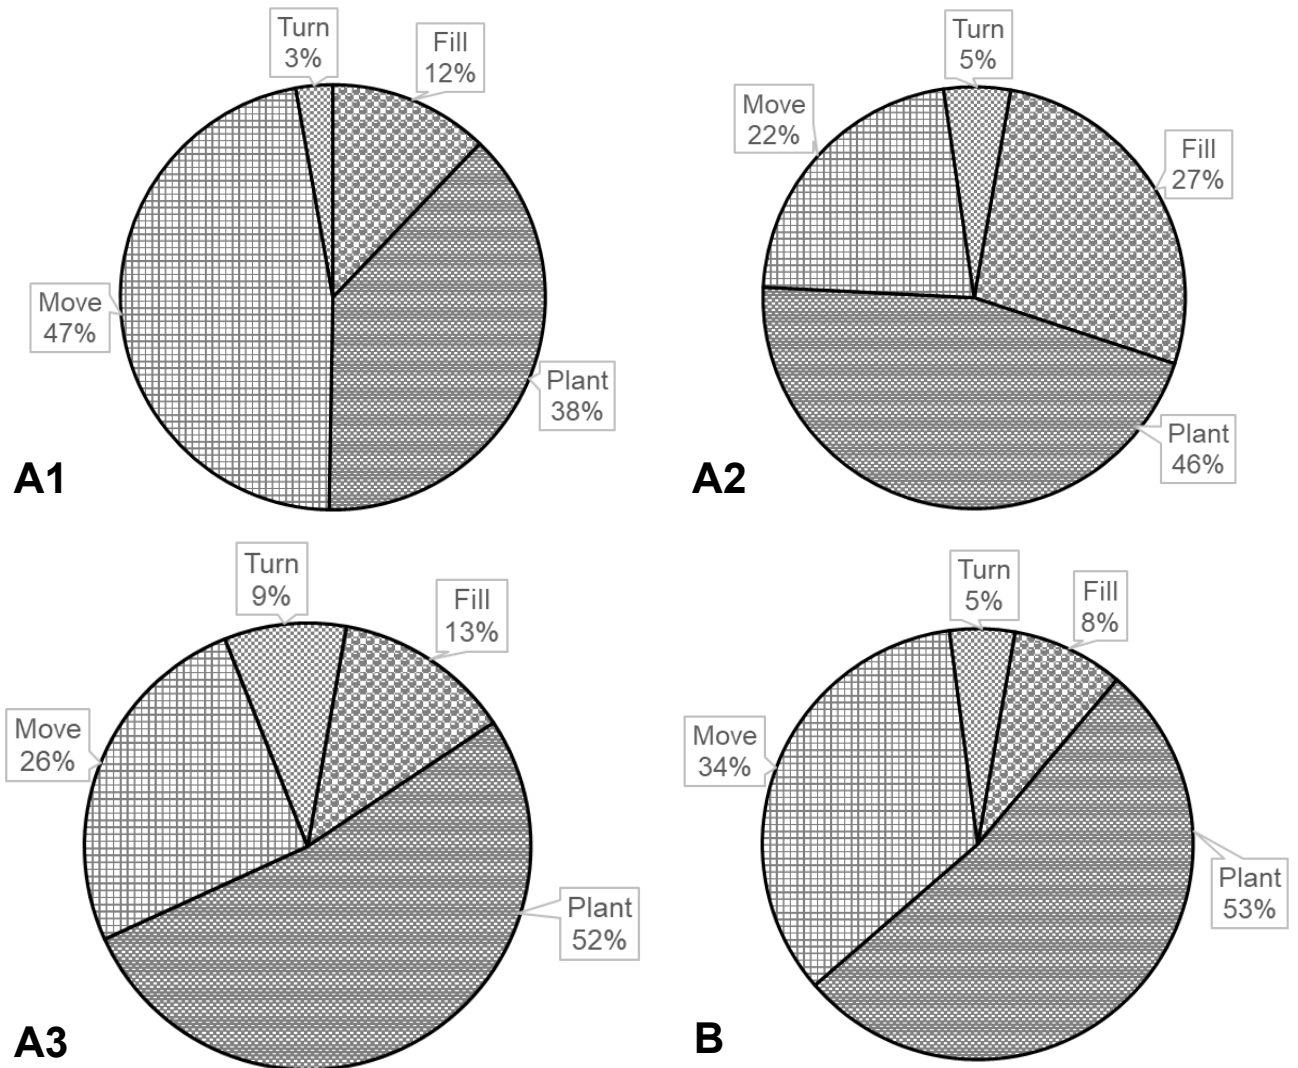 Turn
3%
Fill
12%
Move
47%
Plant
38%
A1
Turn
5%
Move
22%
Fill
27%
Plant
46%
A2
Turn
9%
Fill
13%
Move
26%
Plant
52%
A3
Turn
5%
Fill
8%
Move
34%
Plant
53%
B